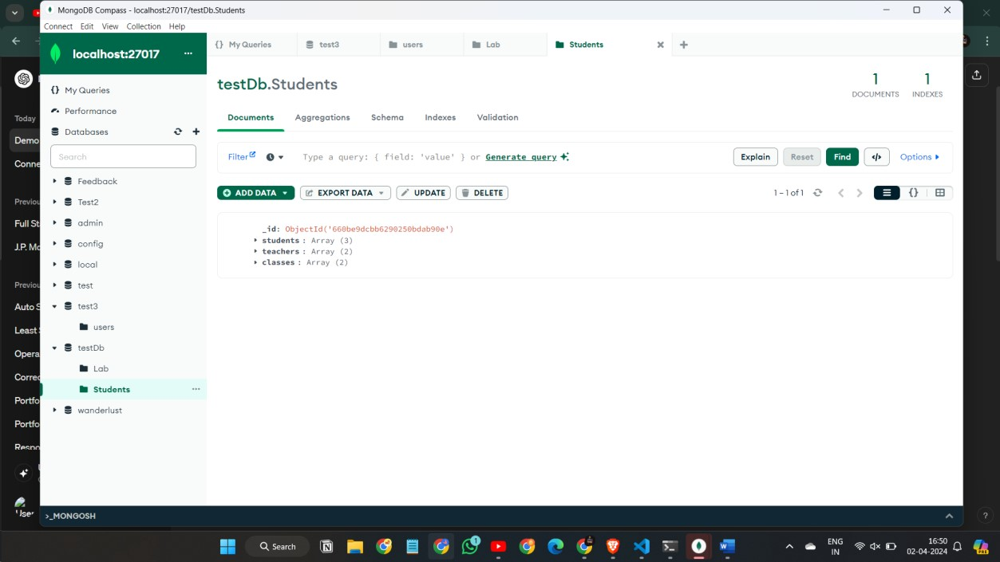 MongoDB Compass - localhost:27017/testDb.Students
Connect Edit View Collection Help
localhost:27017 ...
{} My Queries
test3
users
Lab
Students
My Queries
Performance
Databases
Search
Feedback
Test2
admin
config
local
test
test3
users
testDb
Lab
Students ...
wanderlust
testDb.Students
1
DOCUMENTS
1
INDEXES
Documents Aggregations Schema Indexes Validation
Filter Type a query: { field: 'value' } or Generate query Explain Reset Find </> Options
ADD DATA EXPORT DATA UPDATE DELETE 1 – 1 of 1 {}
_id: ObjectId('660be9dcbb6290250bdab90e')
students : Array (3)
teachers : Array (2)
classes : Array (2)
>_MONGOSH
Today
Demo
Conne
Previou
Full St
J.P. Mo
Previou
Auto S
Least S
Opera
Correc
Portfo
Portfo
Respo
User
?
Search
1
ENG
IN
16:50
02-04-2024
PRE